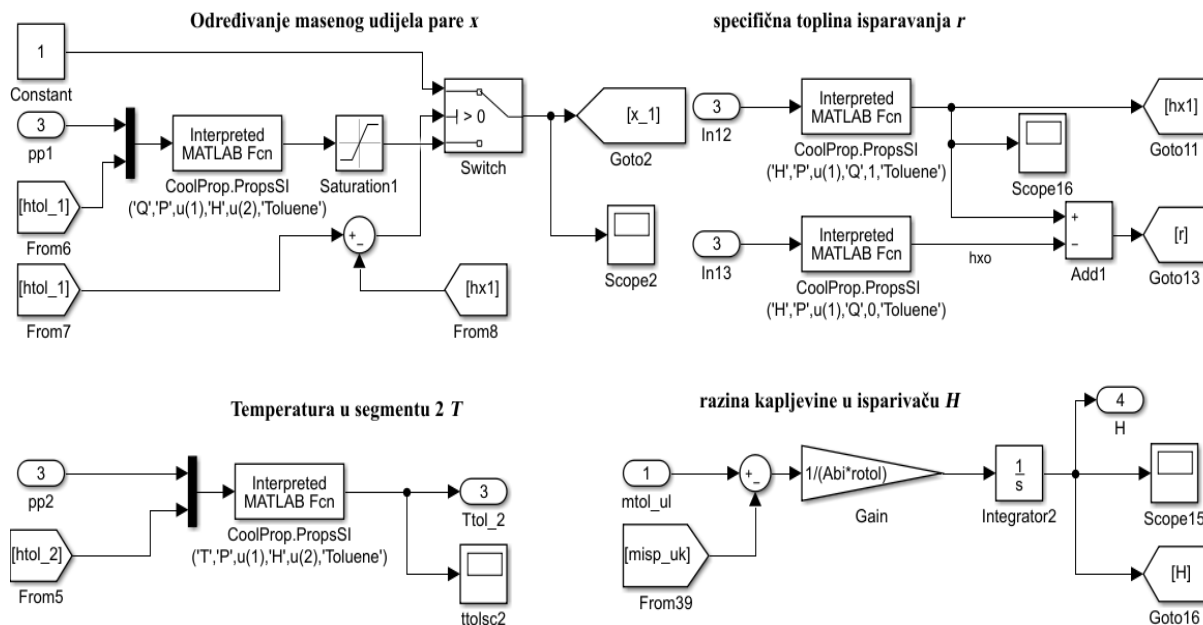 Određivanje masenog udijela pare x
1
Constant
3
pp1
[htol_1]
From6
[htol_1]
From7
Interpreted
MATLAB Fcn
CoolProp.PropsSI
('Q','P',u(1),'H',u(2),'Toluene')
Saturation1
> 0
Switch
+
−
[hx1]
From8
[x_1]
Goto2
Scope2
specifična toplina isparavanja r
3
In12
Interpreted
MATLAB Fcn
CoolProp.PropsSI
('H','P',u(1),'Q',1,'Toluene')
[hx1]
Goto11
Scope16
3
In13
Interpreted
MATLAB Fcn
CoolProp.PropsSI
('H','P',u(1),'Q',0,'Toluene')
hxo
+
−
Add1
[r]
Goto13
Temperatura u segmentu 2 T
3
pp2
[htol_2]
From5
Interpreted
MATLAB Fcn
CoolProp.PropsSI
('T','P',u(1),'H',u(2),'Toluene')
3
Ttol_2
ttolsc2
razina kapljevine u isparivaču H
1
mtol_ul
[misp_uk]
From39
+
−
1/(Abi*rotol)
Gain
1
s
Integrator2
4
H
Scope15
[H]
Goto16